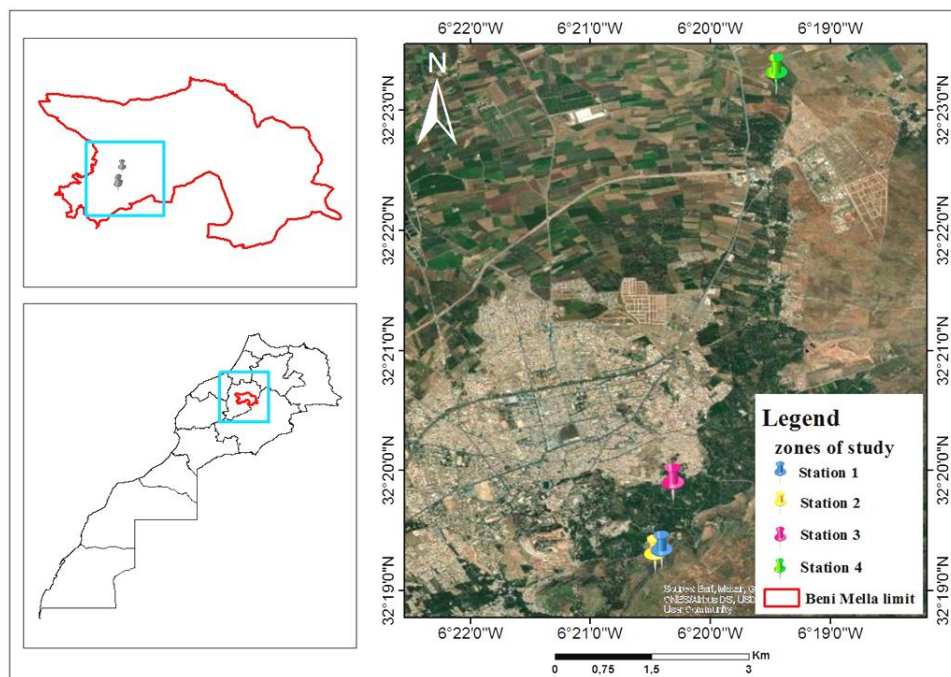 6°22'0"W 6°21'0"W 6°20'0"W 6°19'0"W
N
32°23'0"N 32°23'0"N
32°22'0"N 32°22'0"N
32°21'0"N 32°21'0"N
32°20'0"N 32°20'0"N
32°19'0"N 32°19'0"N
Legend
zones of study
Station 1
Station 2
Station 3
Station 4
Beni Mella limit
User Community
6°22'0"W 6°21'0"W 6°20'0"W 6°19'0"W
Km
0 0,75 1,5 3